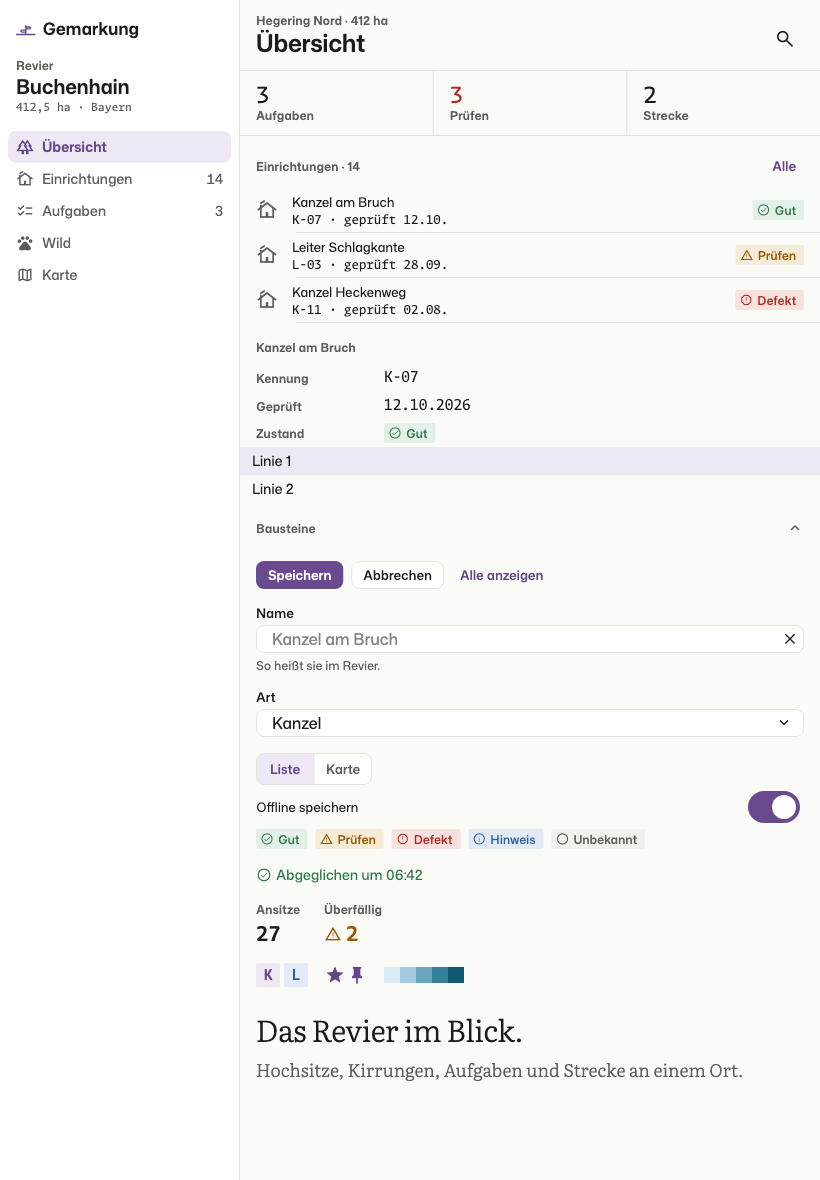 Gemarkung
Revier
Buchenhain
412,5 ha · Bayern
Übersicht
Einrichtungen 14
Aufgaben 3
Wild
Karte
Hegering Nord · 412 ha
Übersicht
3
Aufgaben
3
Prüfen
2
Strecke
Einrichtungen · 14 Alle
Kanzel am Bruch
K-07 · geprüft 12.10.
Gut
Leiter Schlagkante
L-03 · geprüft 28.09.
Prüfen
Kanzel Heckenweg
K-11 · geprüft 02.08.
Defekt
Kanzel am Bruch
Kennung K-07
Geprüft 12.10.2026
Zustand Gut
Linie 1
Linie 2
Bausteine
Speichern Abbrechen Alle anzeigen
Name
Kanzel am Bruch
So heißt sie im Revier.
Art
Kanzel
Liste Karte
Offline speichern
Gut Prüfen Defekt Hinweis Unbekannt
Abgeglichen um 06:42
Ansitze Überfällig
27 2
K L
Das Revier im Blick.
Hochsitze, Kirrungen, Aufgaben und Strecke an einem Ort.